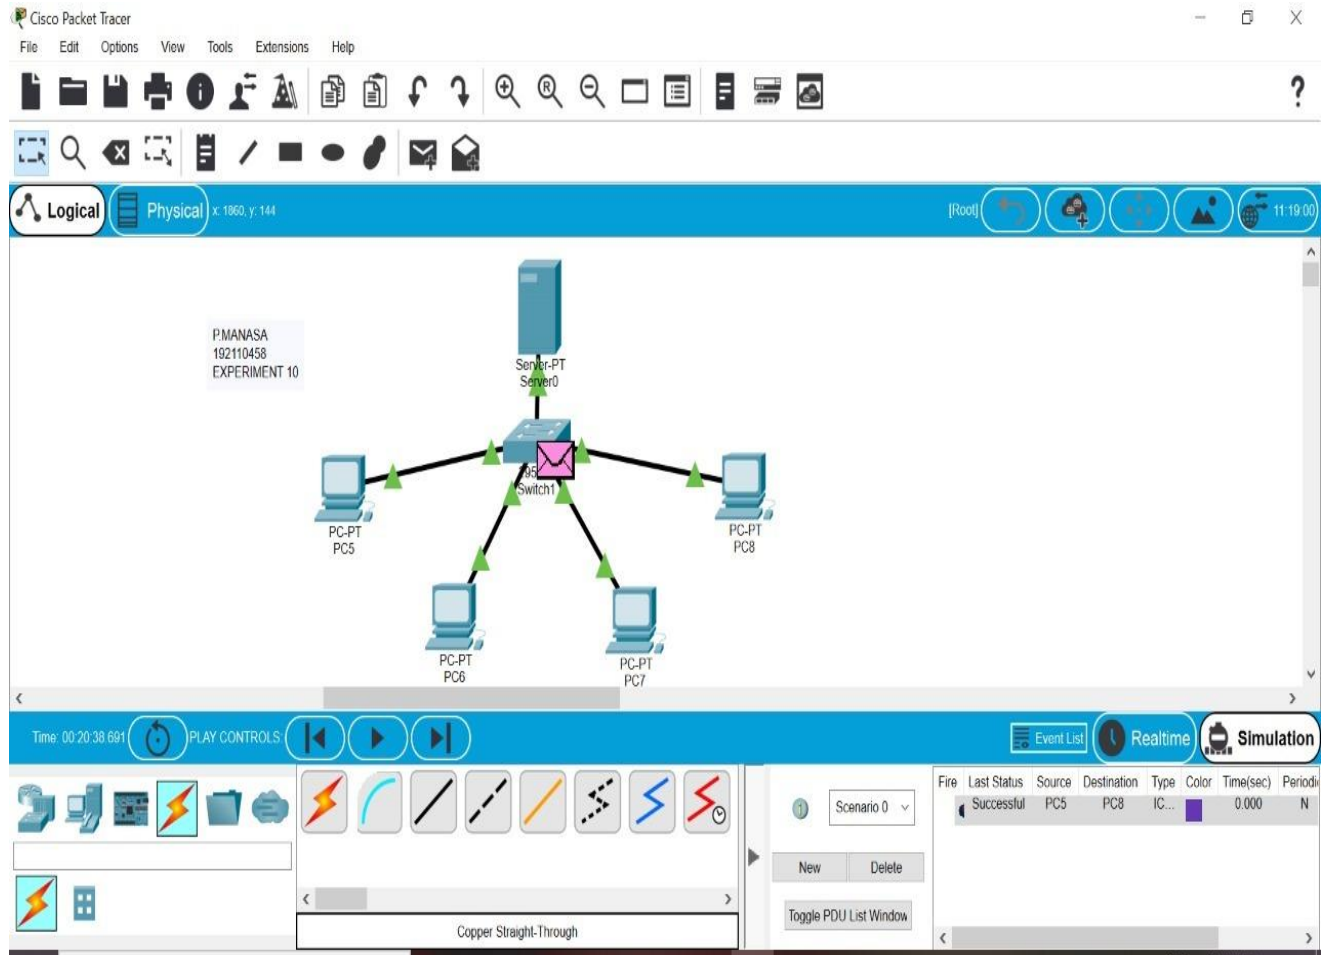 Cisco Packet Tracer
File Edit Options View Tools Extensions Help
Logical Physical x: 1860, y: 144 [Root] 11:19:00
P.MANASA
192110458
EXPERIMENT 10
Server-PT
Server0
Switch1
PC-PT
PC5
PC-PT
PC8
PC-PT
PC6
PC-PT
PC7
Time: 00:20:38.691 PLAY CONTROLS: Event List Realtime Simulation
Fire Last Status Source Destination Type Color Time(sec) Periodi
Successful PC5 PC8 IC... 0.000 N
Scenario 0
New Delete
Toggle PDU List Window
Copper Straight-Through